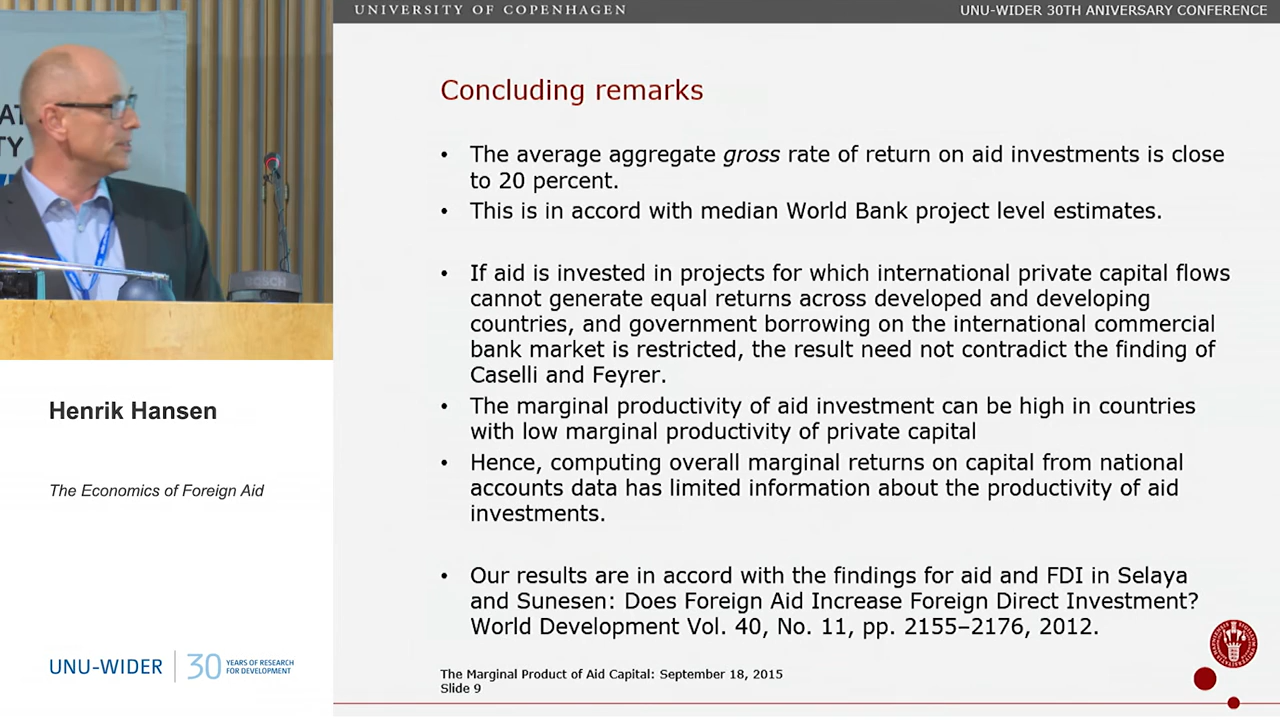 UNIVERSITY OF COPENHAGEN
UNU-WIDER 30TH ANIVERSARY CONFERENCE
Concluding remarks
• The average aggregate gross rate of return on aid investments is close
to 20 percent.
• This is in accord with median World Bank project level estimates.
• If aid is invested in projects for which international private capital flows
cannot generate equal returns across developed and developing
countries, and government borrowing on the international commercial
bank market is restricted, the result need not contradict the finding of
Caselli and Feyrer.
• The marginal productivity of aid investment can be high in countries
with low marginal productivity of private capital
• Hence, computing overall marginal returns on capital from national
accounts data has limited information about the productivity of aid
investments.
• Our results are in accord with the findings for aid and FDI in Selaya
and Sunesen: Does Foreign Aid Increase Foreign Direct Investment?
World Development Vol. 40, No. 11, pp. 2155–2176, 2012.
The Marginal Product of Aid Capital: September 18, 2015
Slide 9
AT
TY
BOSCH
Henrik Hansen
The Economics of Foreign Aid
UNU-WIDER
30 YEARS OF RESEARCH
FOR DEVELOPMENT